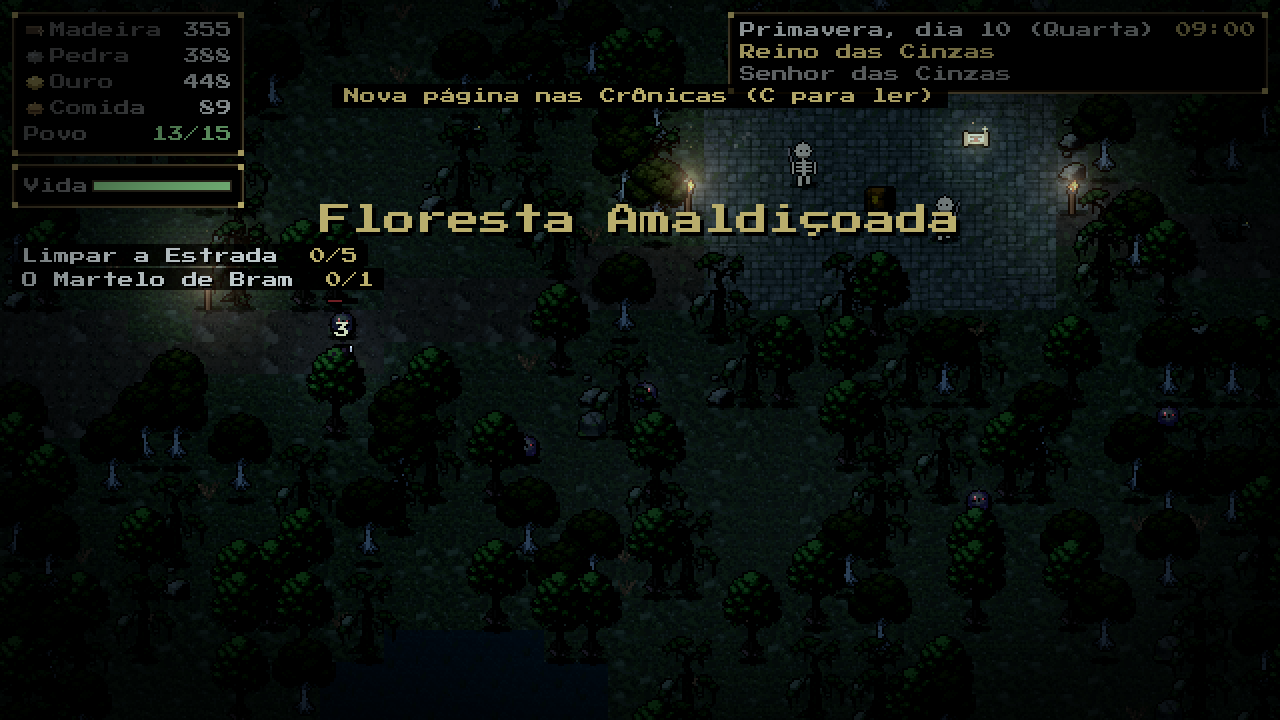 Madeira 355
Pedra 388
Ouro 448
Comida 89
Povo 13/15
Vida
Primavera, dia 10 (Quarta) 09:00
Reino das Cinzas
Senhor das Cinzas
Nova página nas Crônicas (C para ler)
Floresta Amaldiçoada
Limpar a Estrada 0/5
O Martelo de Bram 0/1
3